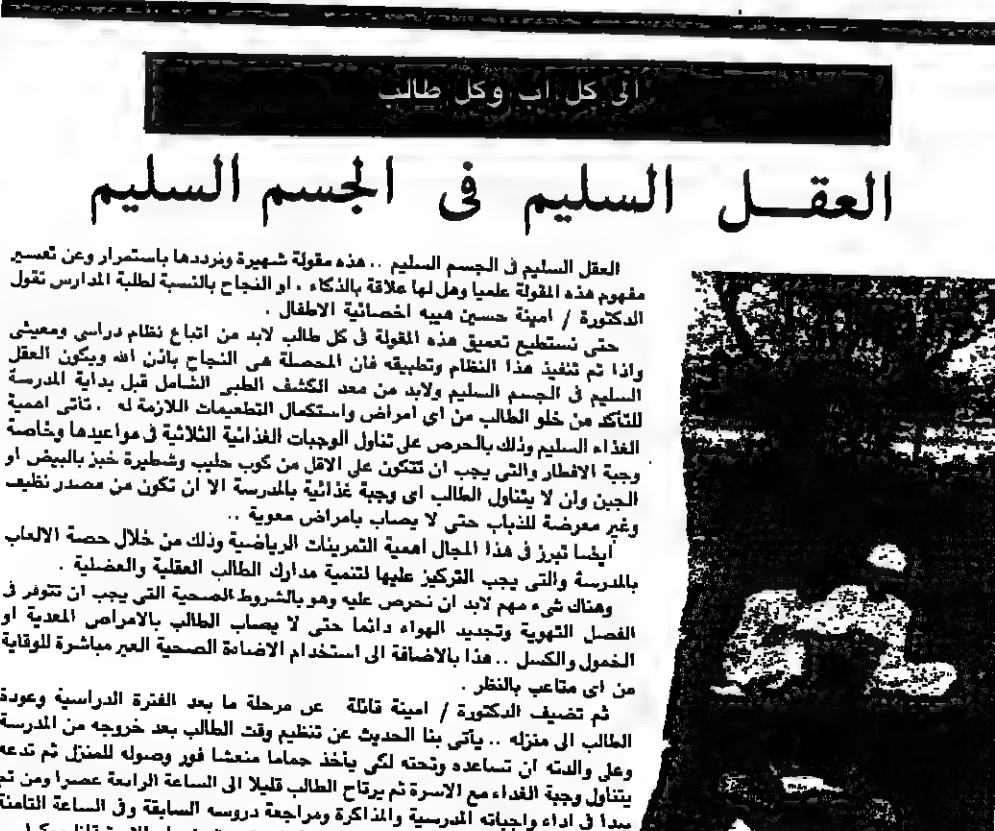 الى كل اب وكل طالب
العقـــل السليم فى الجسم السليم
العقل السليم فى الجسم السليم .. هذه مقولة شهيرة ونرددها باستمرار وعن تفسير
مفهوم هذه المقولة علميا وهل لها علاقة بالذكاء ، او النجاح بالنسبة لطلبة المدارس تقول
الدكتورة / امينة حسين هيبه اخصائية الاطفال .
حتى نستطيع تعميق هذه المقولة فى كل طالب لابد من اتباع نظام دراسى ومعيشى
واذا تم تنفيذ هذا النظام وتطبيقه فان المحصلة هى النجاح باذن الله ويكون العقل
السليم فى الجسم السليم ولابد من معد الكشف الطبى الشامل قبل بداية المدرسة
للتأكد من خلو الطالب من اى امراض واستكمال التطعيمات اللازمة له . تأتى اهمية
الغذاء السليم وذلك بالحرص على تناول الوجبات الغذائية الثلاثية فى مواعيدها وخاصة
وجبة الافطار والتى يجب ان تتكون على الاقل من كوب حليب وشطيرة خبز بالبيض او
الجبن وان لا يتناول الطالب اى وجبة غذائية بالمدرسة الا ان تكون من مصدر نظيف
وغير معرضة للذباب حتى لا يصاب بامراض معوية ..
ايضا تبرز فى هذا المجال اهمية التمرينات الرياضية وذلك من خلال حصة الالعاب
بالمدرسة والتى يجب التركيز عليها لتنمية مدارك الطالب العقلية والعضلية .
وهناك شىء مهم لابد ان نحرص عليه وهو بالشروط الصحية التى يجب ان تتوفر فى
الفصل التهوية وتجديد الهواء دائما حتى لا يصاب الطالب بالامراض المعدية او
الخمول والكسل .. هذا بالاضافة الى استخدام الاضاءة الصحية الغير مباشرة للوقاية
من اى متاعب بالنظر .
ثم تضيف الدكتورة / امينة قائلة عن مرحلة ما بعد الفترة الدراسية وعودة
الطالب الى منزله .. يأتى بنا الحديث عن تنظيم وقت الطالب بعد خروجه من المدرسة
وعلى والدته ان تساعده وتحثه لكى يأخذ حماما منعشا فور وصوله للمنزل ثم تدعه
يتناول وجبة الغداء مع الاسرة ثم يرتاح الطالب قليلا الى الساعة الرابعة عصرا ومن ثم
يبدأ فى اداء واجباته المدرسية والمذاكرة ومراجعة دروسه السابقة وفى الساعة الثامنة